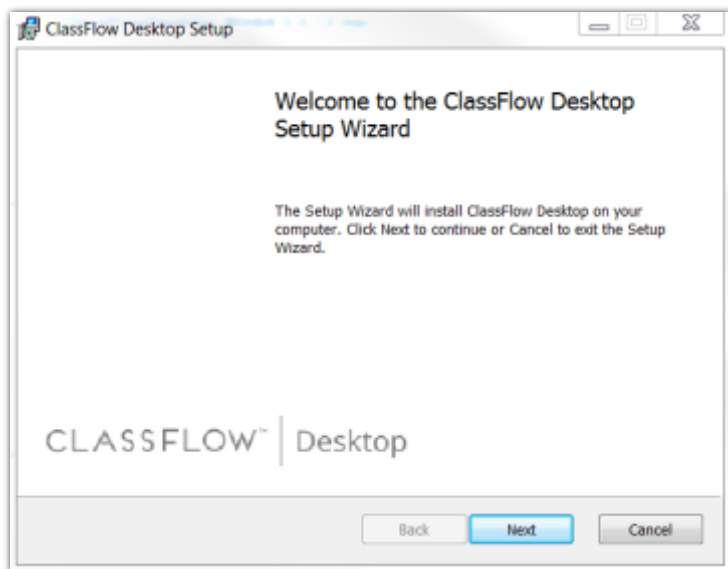 ClassFlow Desktop Setup
Welcome to the ClassFlow Desktop
Setup Wizard
The Setup Wizard will install ClassFlow Desktop on your
computer. Click Next to continue or Cancel to exit the Setup
Wizard.
CLASSFLOW™ | Desktop
Back Next Cancel